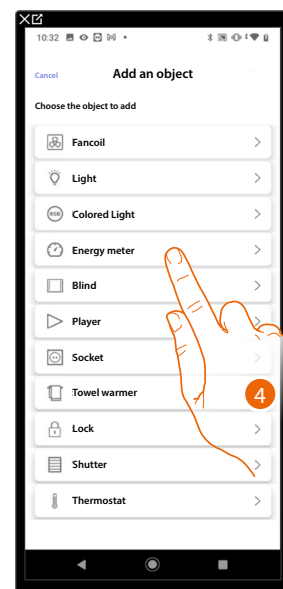 10:32
Cancel
Add an object
Choose the object to add
Fancoil
Light
RGB
Colored Light
Energy meter
Blind
Player
Socket
Towel warmer
4
Lock
Shutter
Thermostat